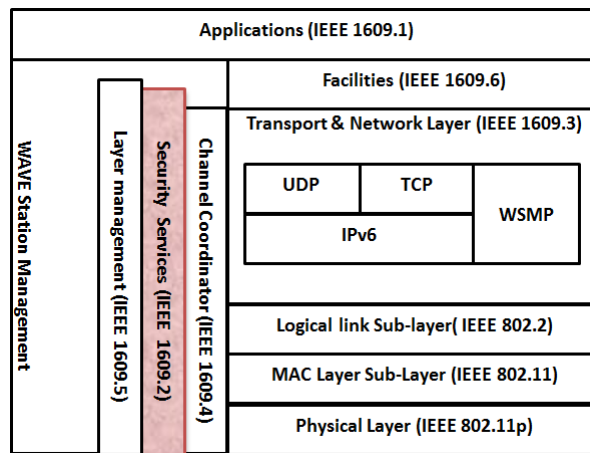 Applications (IEEE 1609.1)
WAVE Station Management
Layer management (IEEE 1609.5)
Security Services (IEEE 1609.2)
Channel Coordinator (IEEE 1609.4)
Facilities (IEEE 1609.6)
Transport & Network Layer (IEEE 1609.3)
UDP
TCP
WSMP
IPv6
Logical link Sub-layer( IEEE 802.2)
MAC Layer Sub-Layer (IEEE 802.11)
Physical Layer (IEEE 802.11p)